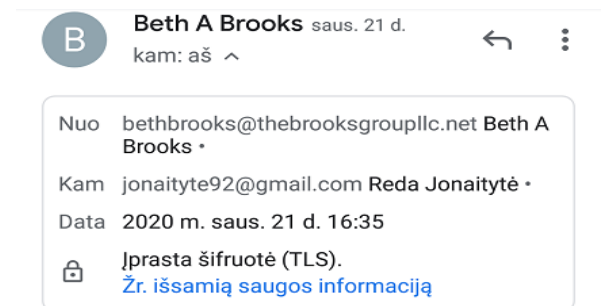 B
Beth A Brooks saus. 21 d.
kam: aš
Nuo bethbrooks@thebrooksgroupllc.net Beth A
Brooks •
Kam jonaityte92@gmail.com Reda Jonaitytė •
Data 2020 m. saus. 21 d. 16:35
Įprasta šifruotė (TLS).
Žr. išsamią saugos informaciją